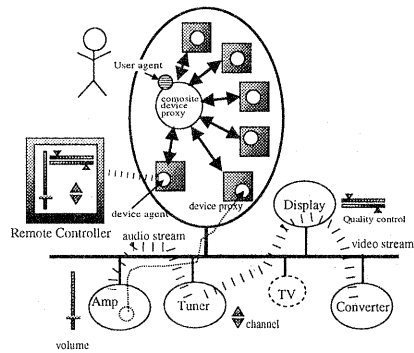 User agent
comosite
device
proxy
device agent
device proxy
Remote Controller
Display
Quality control
audio stream
video stream
Amp
Tuner
TV
Converter
channel
volume